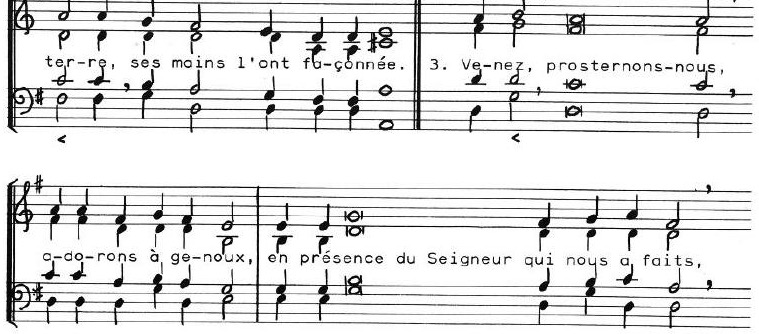 ter-re, ses mains l'ont fa-çonnée. 3. Ve-nez, prosternons-nous,
a-do-rons à ge-noux, en présence du Seigneur qui nous a faits,